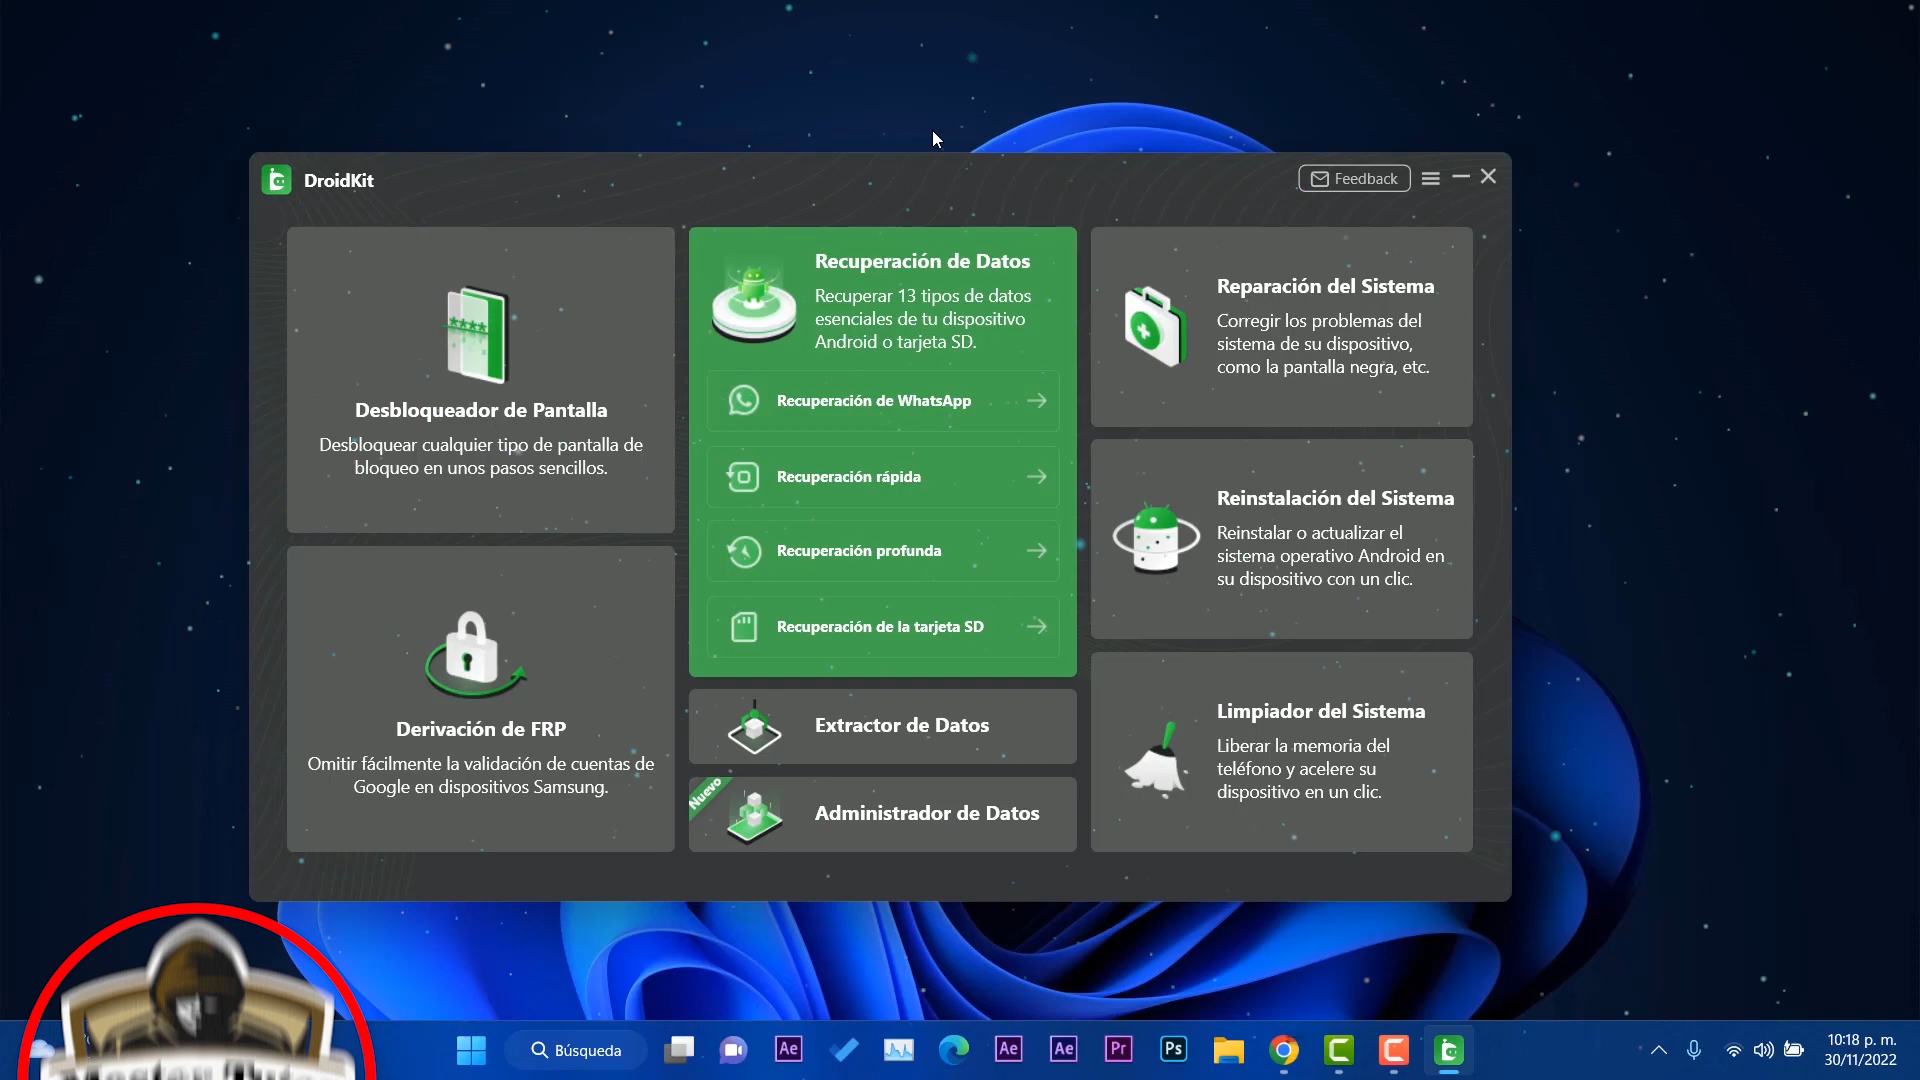 DroidKit
Feedback
Desbloqueador de Pantalla
Desbloquear cualquier tipo de pantalla de
bloqueo en unos pasos sencillos.
Derivación de FRP
Omitir fácilmente la validación de cuentas de
Google en dispositivos Samsung.
Recuperación de Datos
Recuperar 13 tipos de datos
esenciales de tu dispositivo
Android o tarjeta SD.
Recuperación de WhatsApp
Recuperación rápida
Recuperación profunda
Recuperación de la tarjeta SD
Extractor de Datos
Nuevo
Administrador de Datos
Reparación del Sistema
Corregir los problemas del
sistema de su dispositivo,
como la pantalla negra, etc.
Reinstalación del Sistema
Reinstalar o actualizar el
sistema operativo Android en
su dispositivo con un clic.
Limpiador del Sistema
Liberar la memoria del
teléfono y acelere su
dispositivo en un clic.
Búsqueda
Ae
Ae
Ae
Pr
Ps
10:18 p. m.
30/11/2022